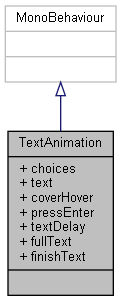 MonoBehaviour
TextAnimation
+ choices
+ text
+ coverHover
+ pressEnter
+ textDelay
+ fullText
+ finishText